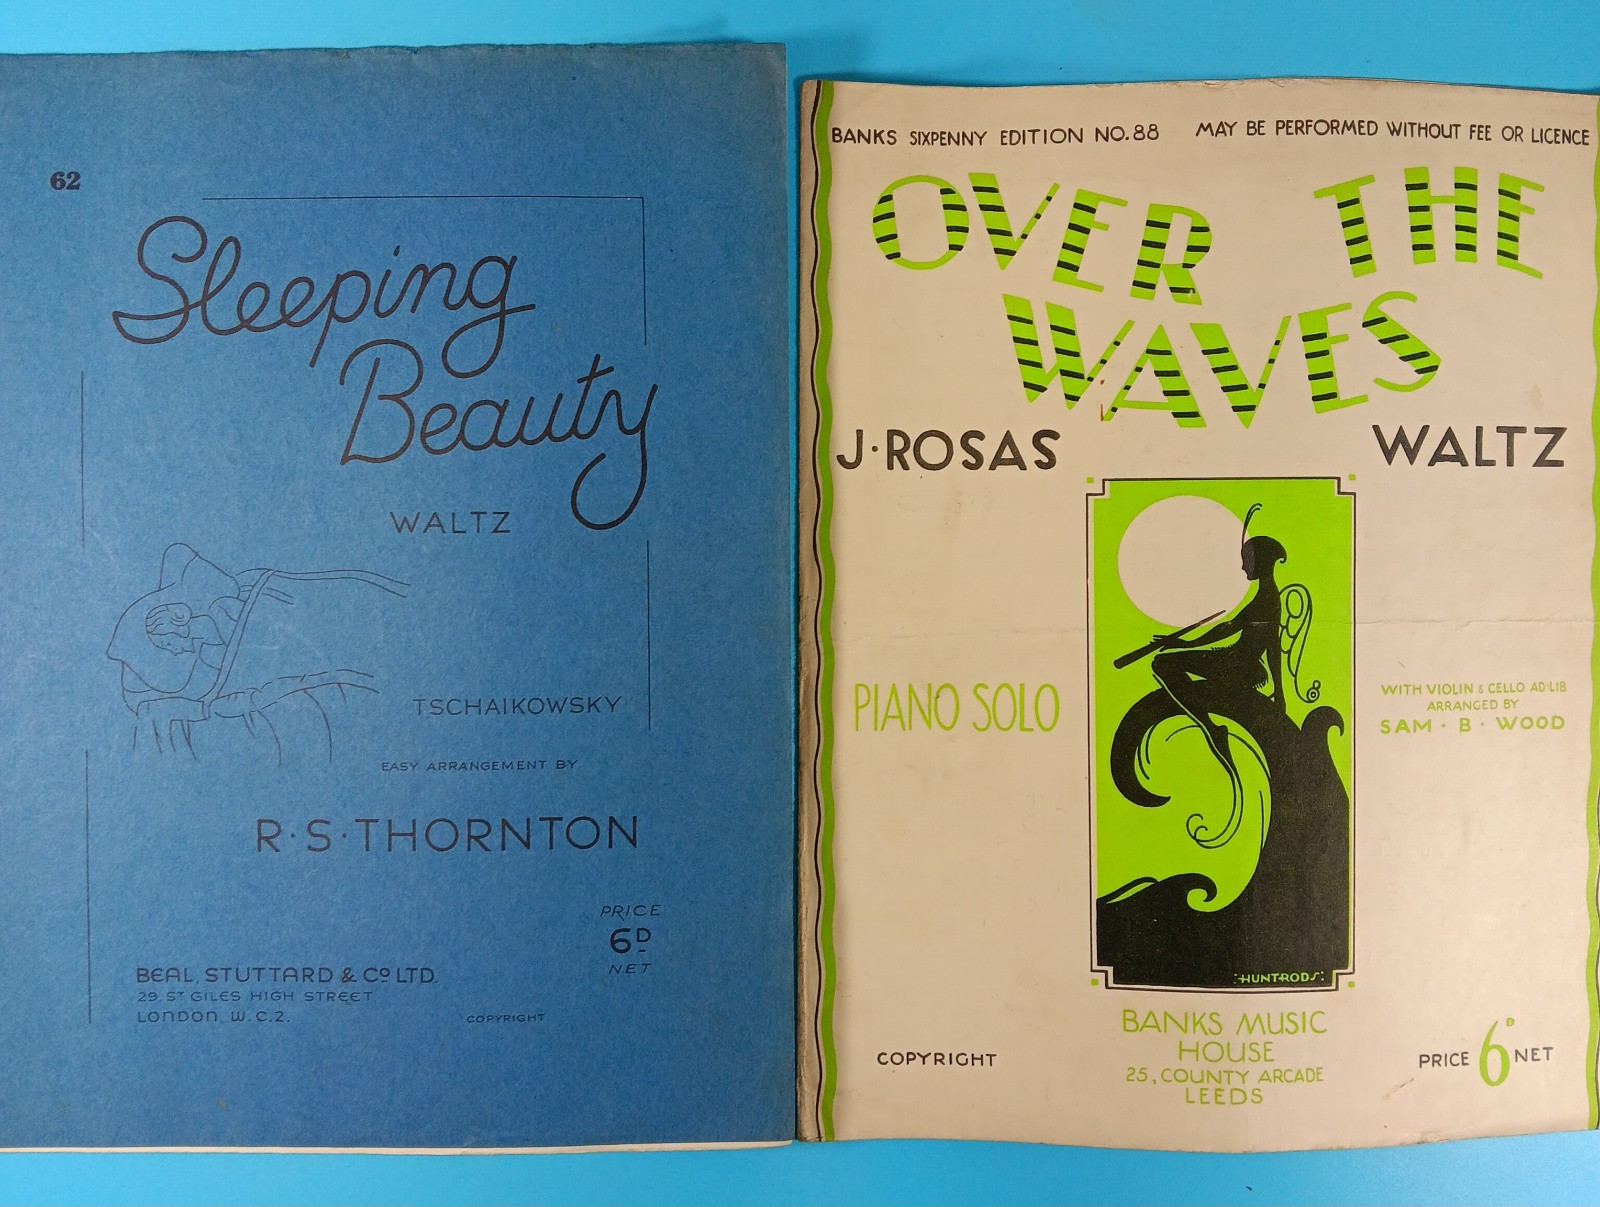 62
Sleeping
Beauty
WALTZ
TSCHAIKOWSKY
EASY ARRANGEMENT BY
R·S·THORNTON
PRICE
6D
NET
BEAL, STUTTARD & Co LTD.
29, ST GILES HIGH STREET
LONDON, W.C.2.
COPYRIGHT
BANKS SIXPENNY EDITION NO.88 MAY BE PERFORMED WITHOUT FEE OR LICENCE
OVER THE
WAVES
J·ROSAS WALTZ
PIANO SOLO
WITH VIOLIN & CELLO AD·LIB
ARRANGED BY
SAM · B · WOOD
:HUNTRODS:
BANKS MUSIC
HOUSE
25, COUNTY ARCADE
LEEDS
COPYRIGHT
PRICE 6D NET